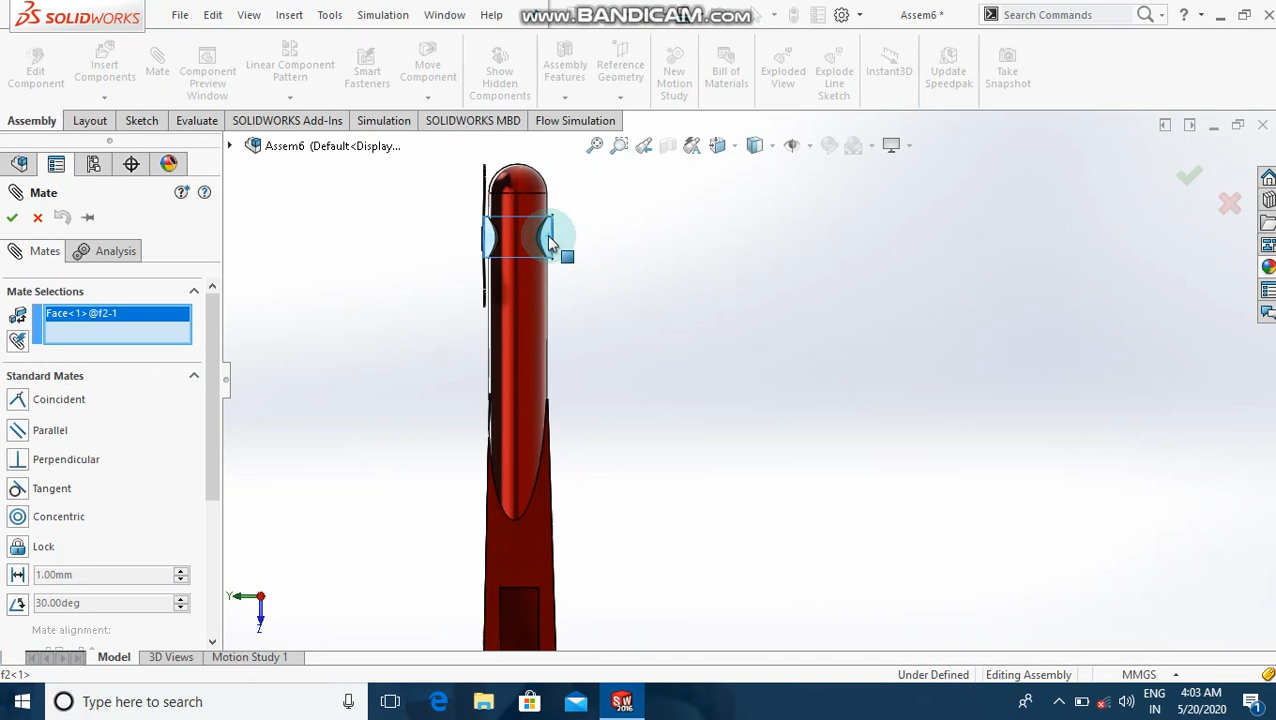 SOLIDWORKS File Edit View Insert Tools Simulation Window Help www.BANDICAM.com Assem6 * Search Commands ?
Edit Component
Insert Components
Mate
Component Preview Window
Linear Component Pattern
Smart Fasteners
Move Component
Show Hidden Components
Assembly Features
Reference Geometry
New Motion Study
Bill of Materials
Exploded View
Explode Line Sketch
Instant3D
Update Speedpak
Take Snapshot
Assembly Layout Sketch Evaluate SOLIDWORKS Add-Ins Simulation SOLIDWORKS MBD Flow Simulation
Assem6 (Default<Display...
Mate
Mates Analysis
Mate Selections
Face<1>@f2-1
Standard Mates
Coincident
Parallel
Perpendicular
Tangent
Concentric
Lock
1.00mm
30.00deg
Mate alignment:
Y
Z
Model 3D Views Motion Study 1
f2<1> Under Defined Editing Assembly MMGS
Type here to search
SW 2016
ENG
IN
4:03 AM
5/20/2020
1